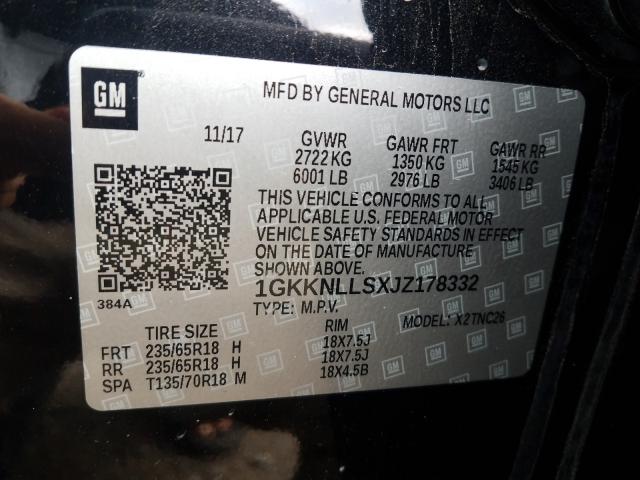 GM
MFD BY GENERAL MOTORS LLC
11/17 GVWR GAWR FRT GAWR RR
2722 KG 1350 KG 1545 KG
6001 LB 2976 LB 3406 LB
THIS VEHICLE CONFORMS TO ALL
APPLICABLE U.S. FEDERAL MOTOR
VEHICLE SAFETY STANDARDS IN EFFECT
ON THE DATE OF MANUFACTURE
SHOWN ABOVE.
384A
1GKKNLLSXJZ178332
TYPE: M.P.V. MODEL: X2TNC26
TIRE SIZE RIM
FRT 235/65R18 H 18X7.5J
RR 235/65R18 H 18X7.5J
SPA T135/70R18 M 18X4.5B